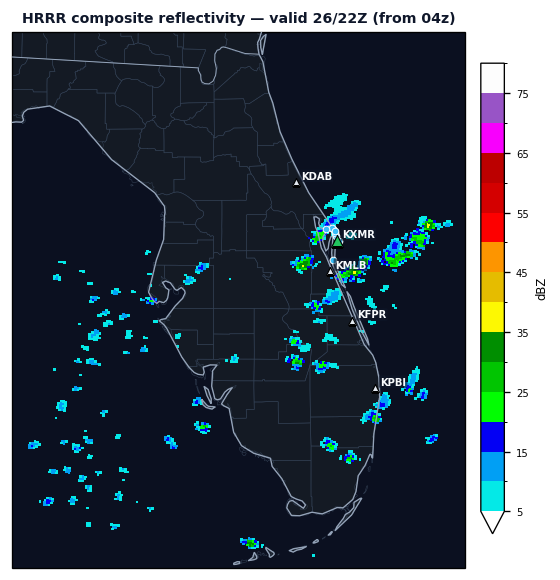 HRRR composite reflectivity — valid 26/22Z (from 04z)
KDAB
KXMR
KMLB
KFPR
KPBI
75
65
55
45
35
25
15
5
dBZ